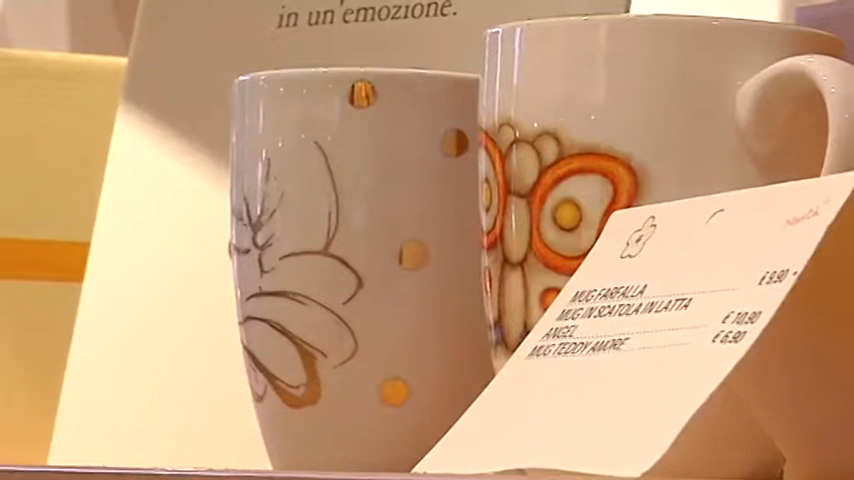 in un'emozione.
MUG FARFALLA € 9,90
MUG IN SCATOLA IN LATTA
ANGEL € 10,90
MUG TEDDY AMORE € 6,90